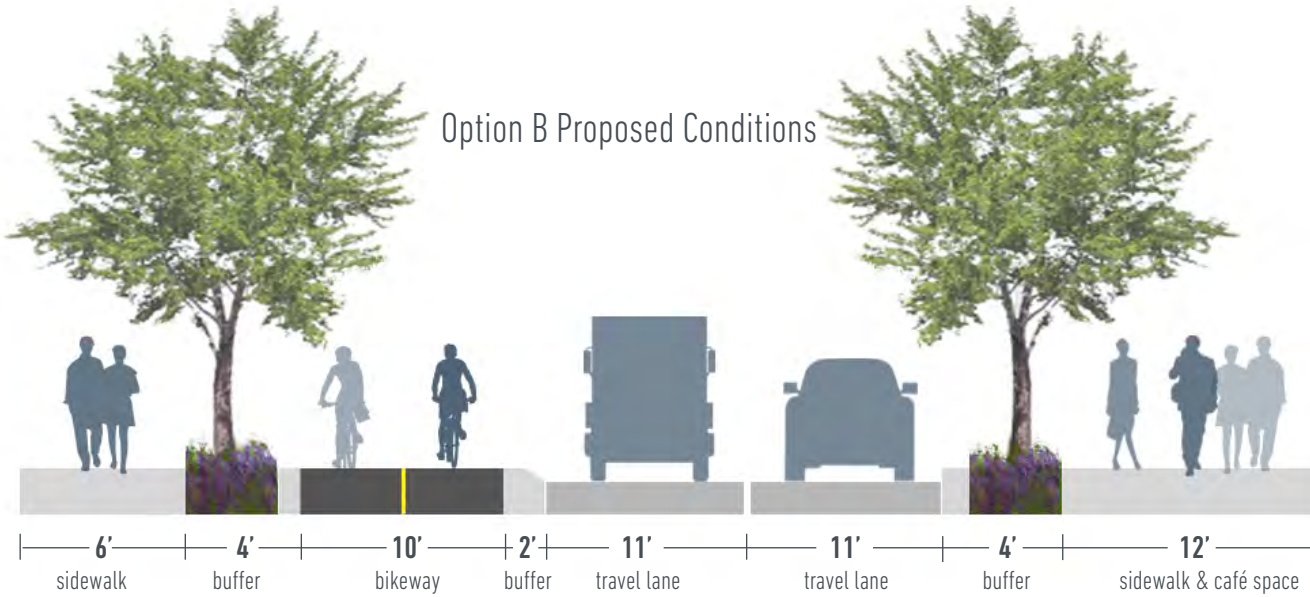 Option B Proposed Conditions
6’ 4’ 10’ 2’ 11’ 11’ 4’ 12’
sidewalk buffer bikeway buffer travel lane travel lane buffer sidewalk & café space